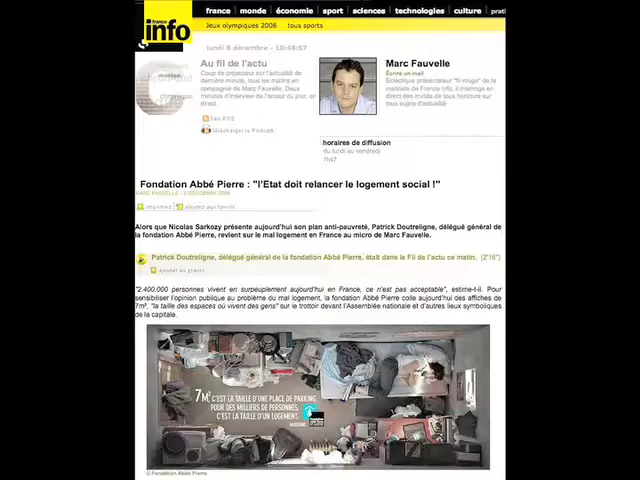 france
info
france monde économie sport sciences technologies culture
Jeux olympiques 2008 tous sports
lundi 8 décembre - 10:48:57
Au fil de l'actu
Coup de projecteur sur l'actualité de
dernière minute, tous les matins en
compagnie de Marc Fauvelle. Deux
minutes d'interview de l'acteur du jour, en
direct.
lien RSS
télécharger le Podcast
chronique
Marc Fauvelle
Ecrire un mail
Eclectique présentateur "fil rouge" de la
matinale de France Info, il interroge en
direct des invités de tous horizons sur
tous sujets d'actualité
horaires de diffusion
du lundi au vendredi
7h47
Fondation Abbé Pierre : "l'Etat doit relancer le logement social !"
MARC FAUVELLE - 3 DÉCEMBRE 2008
imprimez ajoutez aux favoris
Alors que Nicolas Sarkozy présente aujourd'hui son plan anti-pauvreté, Patrick Doutreligne, délégué général de
la fondation Abbé Pierre, revient sur le mal logement en France au micro de Marc Fauvelle.
Patrick Doutreligne, délégué général de la fondation Abbé Pierre, était dans le Fil de l'actu ce matin. (2'16'')
ajouter au player
"2.400.000 personnes vivent en surpeuplement aujourd'hui en France, ce n'est pas acceptable", estime-t-il. Pour
sensibiliser l'opinion publique au problème du mal logement, la fondation Abbé Pierre colle aujourd'hui des affiches de
7m², "la taille des espaces où vivent des gens" sur le trottoir devant l'Assemblée nationale et d'autres lieux symboliques
de la capitale.
7M² C'EST LA TAILLE D'UNE PLACE DE PARKING.
POUR DES MILLIERS DE PERSONNES,
C'EST LA TAILLE D'UN LOGEMENT.
© Fondation Abbé Pierre